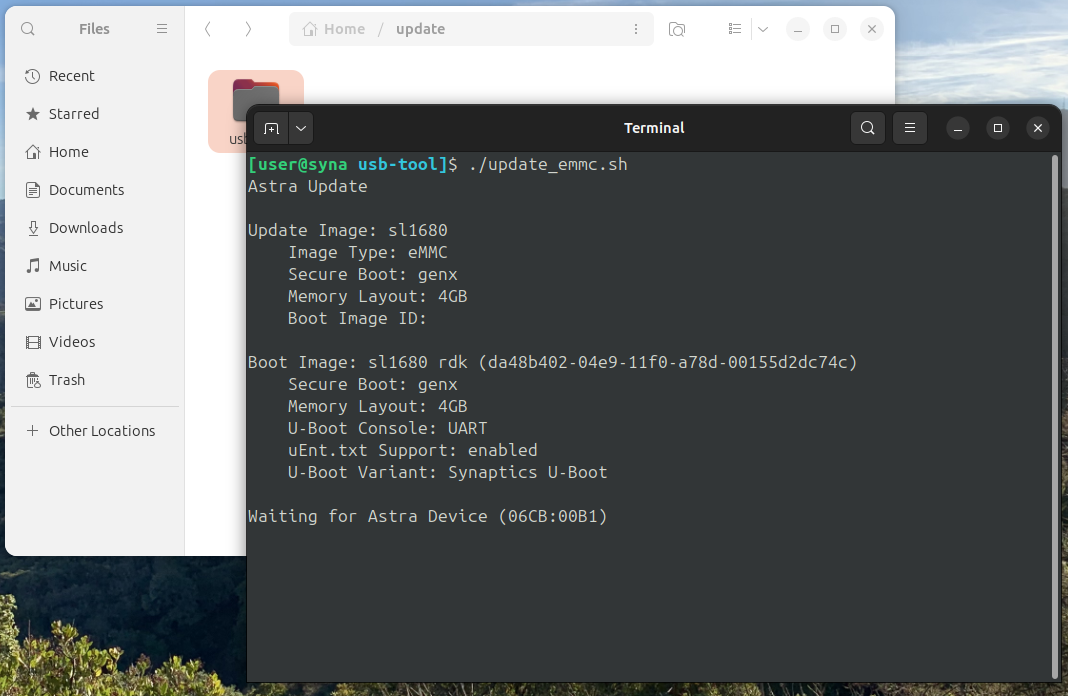 Files
Home / update
Recent
Starred
Home
Documents
Downloads
Music
Pictures
Videos
Trash
Other Locations
Terminal
[user@syna usb-tool]$ ./update_emmc.sh
Astra Update
Update Image: sl1680
Image Type: eMMC
Secure Boot: genx
Memory Layout: 4GB
Boot Image ID:
Boot Image: sl1680 rdk (da48b402-04e9-11f0-a78d-00155d2dc74c)
Secure Boot: genx
Memory Layout: 4GB
U-Boot Console: UART
uEnt.txt Support: enabled
U-Boot Variant: Synaptics U-Boot
Waiting for Astra Device (06CB:00B1)